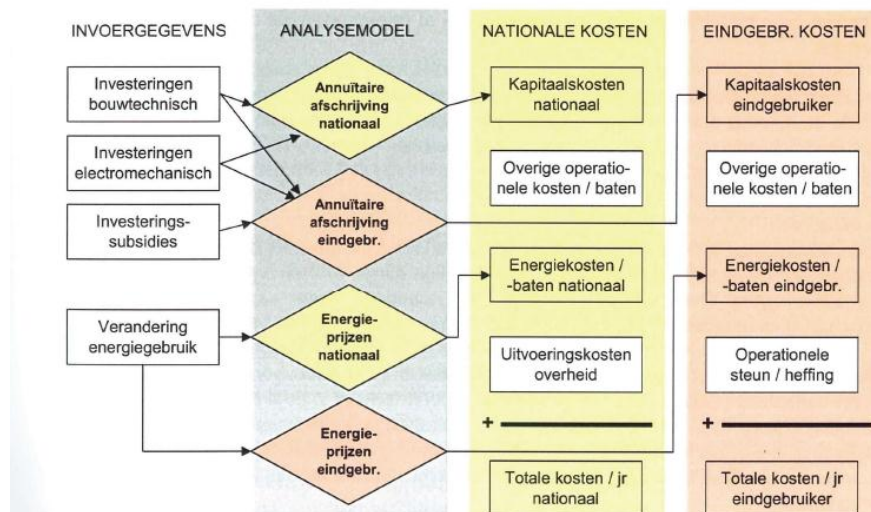 INVOERGEGEVENS
ANALYSEMODEL
NATIONALE KOSTEN
EINDGEBR. KOSTEN
Investeringen
bouwtechnisch
Investeringen
electromechanisch
Investerings-
subsidies
Verandering
energiegebruik
Annuïtaire
afschrijving
nationaal
Annuïtaire
afschrijving
eindgebr.
Energie-
prijzen
nationaal
Energie-
prijzen
eindgebr.
Kapitaalskosten
nationaal
Overige operatio-
nele kosten / baten
Energiekosten /
-baten nationaal
Uitvoeringskosten
overheid
+
Totale kosten / jr
nationaal
Kapitaalskosten
eindgebruiker
Overige operatio-
nele kosten / baten
Energiekosten /
-baten eindgebr.
Operationele
steun / heffing
+
Totale kosten / jr
eindgebruiker